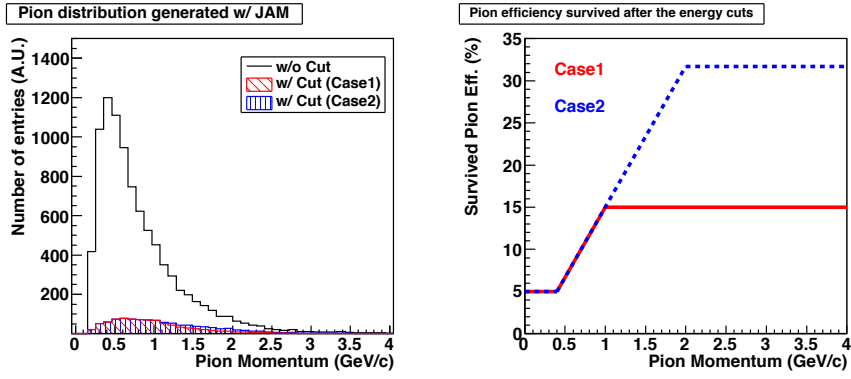 Pion distribution generated w/ JAM
Number of entries (A.U.)
1400
1200
1000
800
600
400
200
w/o Cut
w/ Cut (Case1)
w/ Cut (Case2)
0 0.5 1 1.5 2 2.5 3 3.5 4
Pion Momentum (GeV/c)
Pion efficiency survived after the energy cuts
Survived Pion Eff. (%)
35
30
25
20
15
10
5
0
Case1
Case2
0 0.5 1 1.5 2 2.5 3 3.5 4
Pion Momentum (GeV/c)